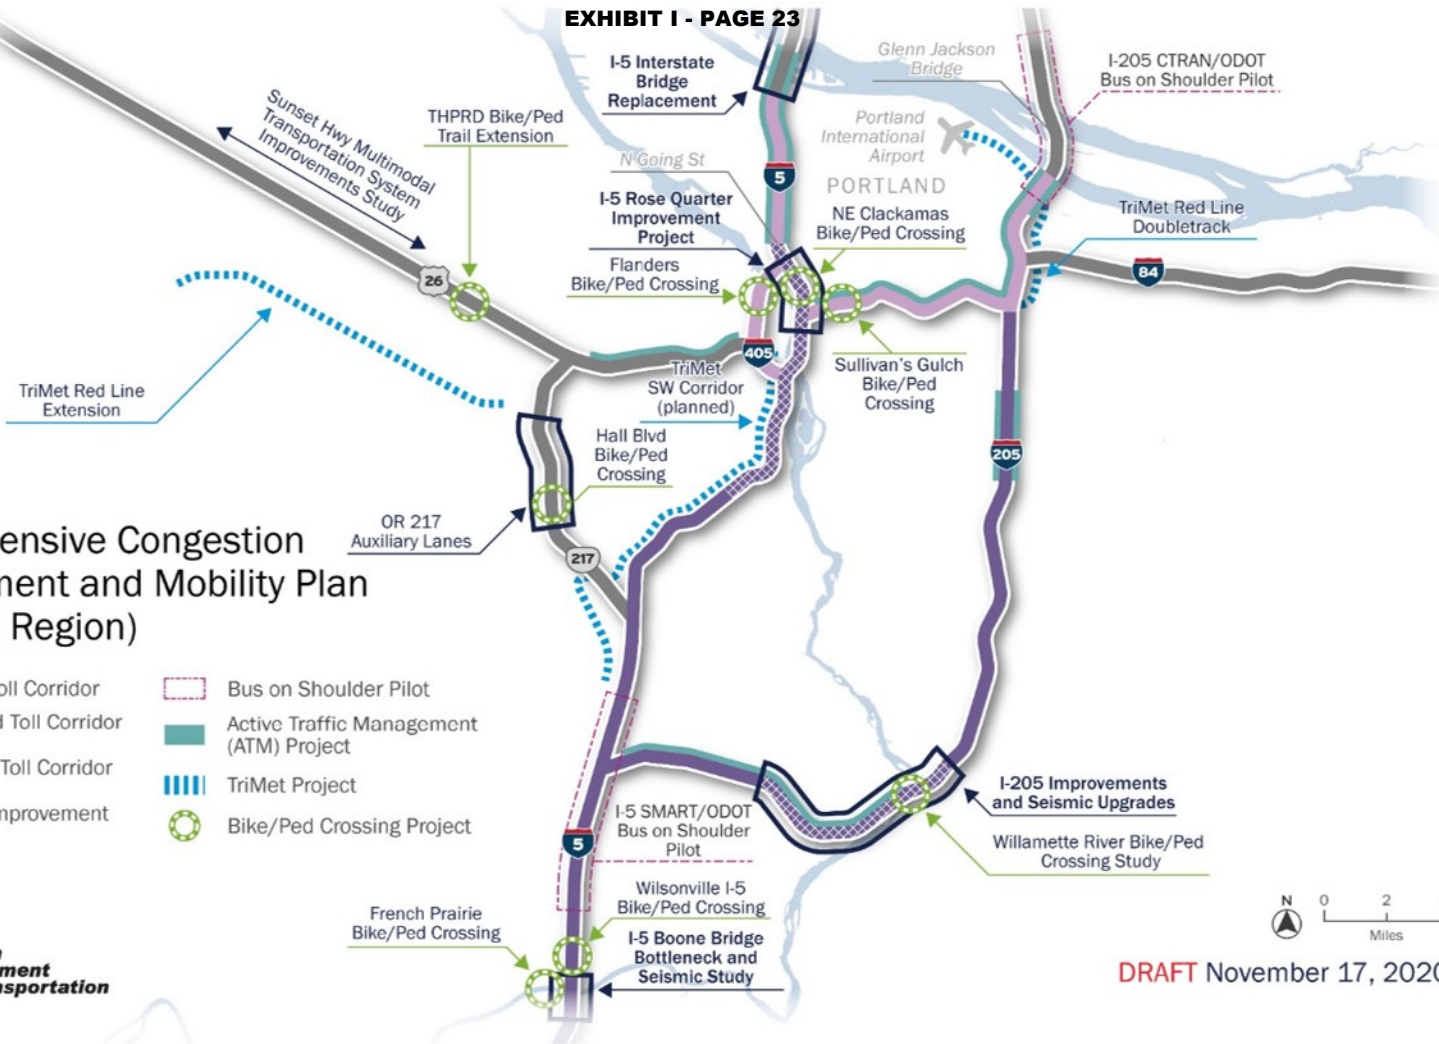 EXHIBIT I - PAGE 23
I-5 Interstate
Bridge
Replacement
Glenn Jackson
Bridge
I-205 CTRAN/ODOT
Bus on Shoulder Pilot
Sunset Hwy Multimodal
Transportation System
Improvements Study
THPRD Bike/Ped
Trail Extension
Portland
International
Airport
N Going St
5
PORTLAND
I-5 Rose Quarter
Improvement
Project
NE Clackamas
Bike/Ped Crossing
TriMet Red Line
Doubletrack
Flanders
Bike/Ped Crossing
26
84
405
TriMet
SW Corridor
(planned)
Sullivan's Gulch
Bike/Ped
Crossing
TriMet Red Line
Extension
Hall Blvd
Bike/Ped
Crossing
205
OR 217
Auxiliary Lanes
217
ensive Congestion
ment and Mobility Plan
Region)
oll Corridor
d Toll Corridor
Toll Corridor
mprovement
Bus on Shoulder Pilot
Active Traffic Management
(ATM) Project
TriMet Project
Bike/Ped Crossing Project
I-5 SMART/ODOT
Bus on Shoulder
Pilot
5
I-205 Improvements
and Seismic Upgrades
Willamette River Bike/Ped
Crossing Study
Wilsonville I-5
Bike/Ped Crossing
French Prairie
Bike/Ped Crossing
I-5 Boone Bridge
Bottleneck and
Seismic Study
N
0 2
Miles
ment
nsportation
DRAFT November 17, 2020